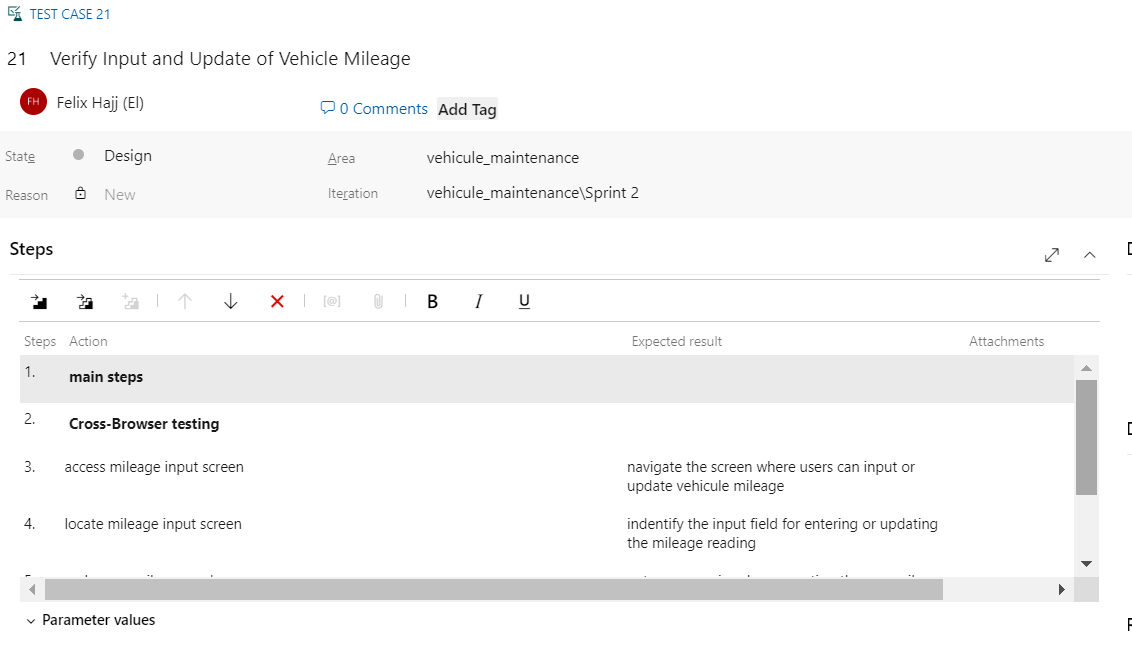 TEST CASE 21
21 Verify Input and Update of Vehicle Mileage
FH Felix Hajj (El)
0 Comments Add Tag
State Design Area vehicule_maintenance
Reason New Iteration vehicule_maintenance\Sprint 2
Steps
[@] B I U
Steps Action Expected result Attachments
1. main steps
2. Cross-Browser testing
3. access mileage input screen navigate the screen where users can input or
update vehicule mileage
4. locate mileage input screen indentify the input field for entering or updating
the mileage reading
Parameter values